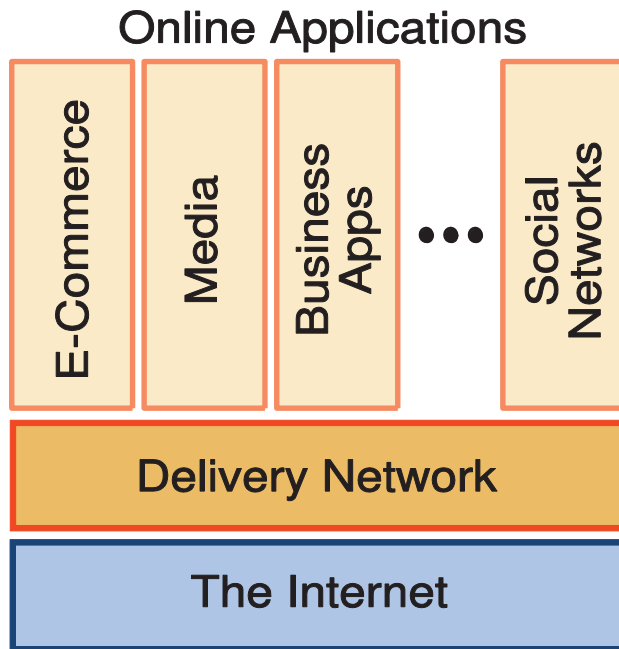 Online Applications
E-Commerce
Media
Business
Apps
Social
Networks
Delivery Network
The Internet